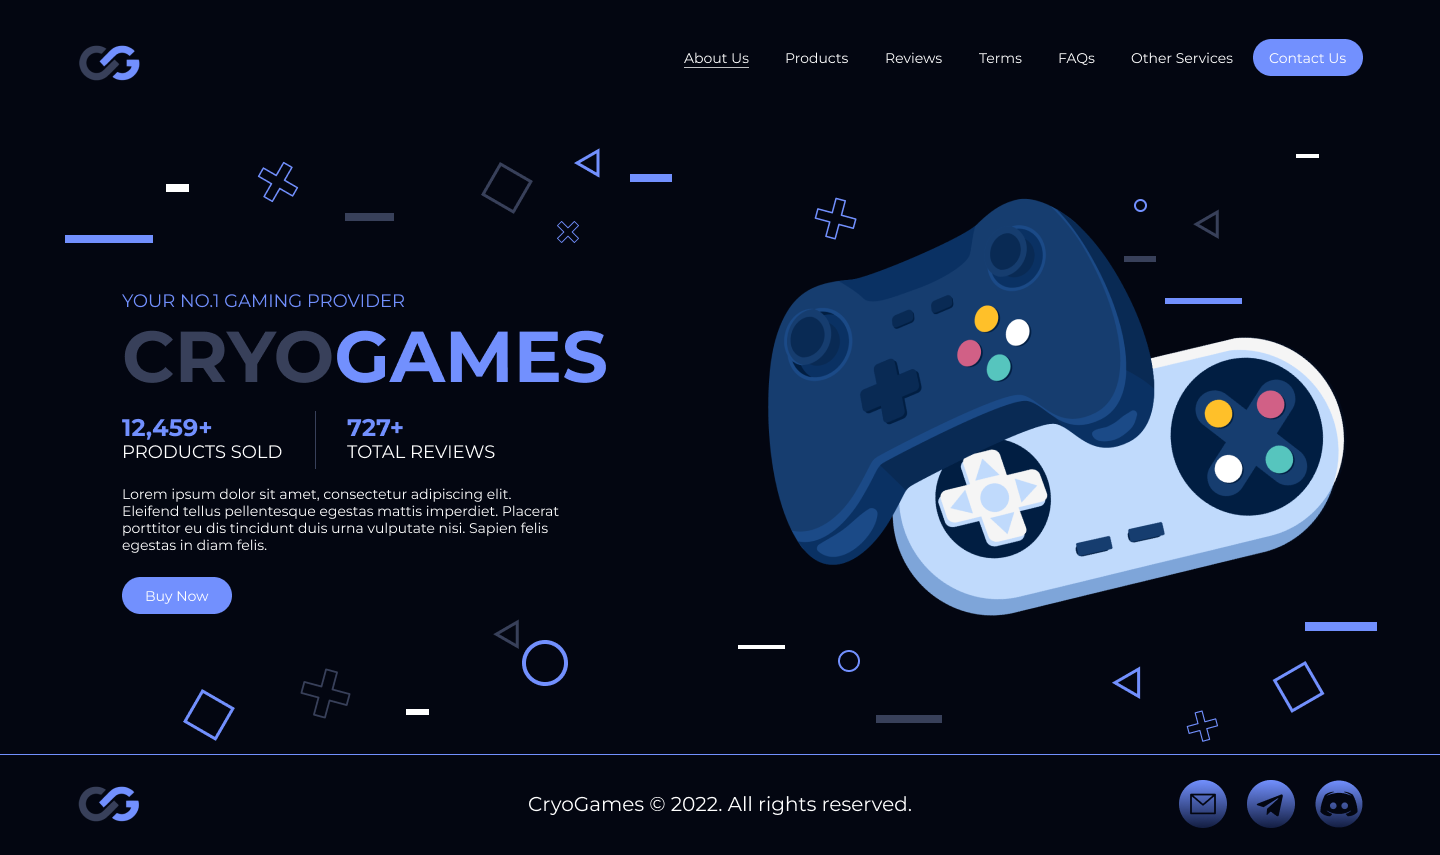 About Us Products Reviews Terms FAQs Other Services Contact Us
YOUR NO.1 GAMING PROVIDER
CRYOGAMES
12,459+ 727+
PRODUCTS SOLD TOTAL REVIEWS
Lorem ipsum dolor sit amet, consectetur adipiscing elit.
Eleifend tellus pellentesque egestas mattis imperdiet. Placerat
porttitor eu dis tincidunt duis urna vulputate nisi. Sapien felis
egestas in diam felis.
Buy Now
CryoGames © 2022. All rights reserved.